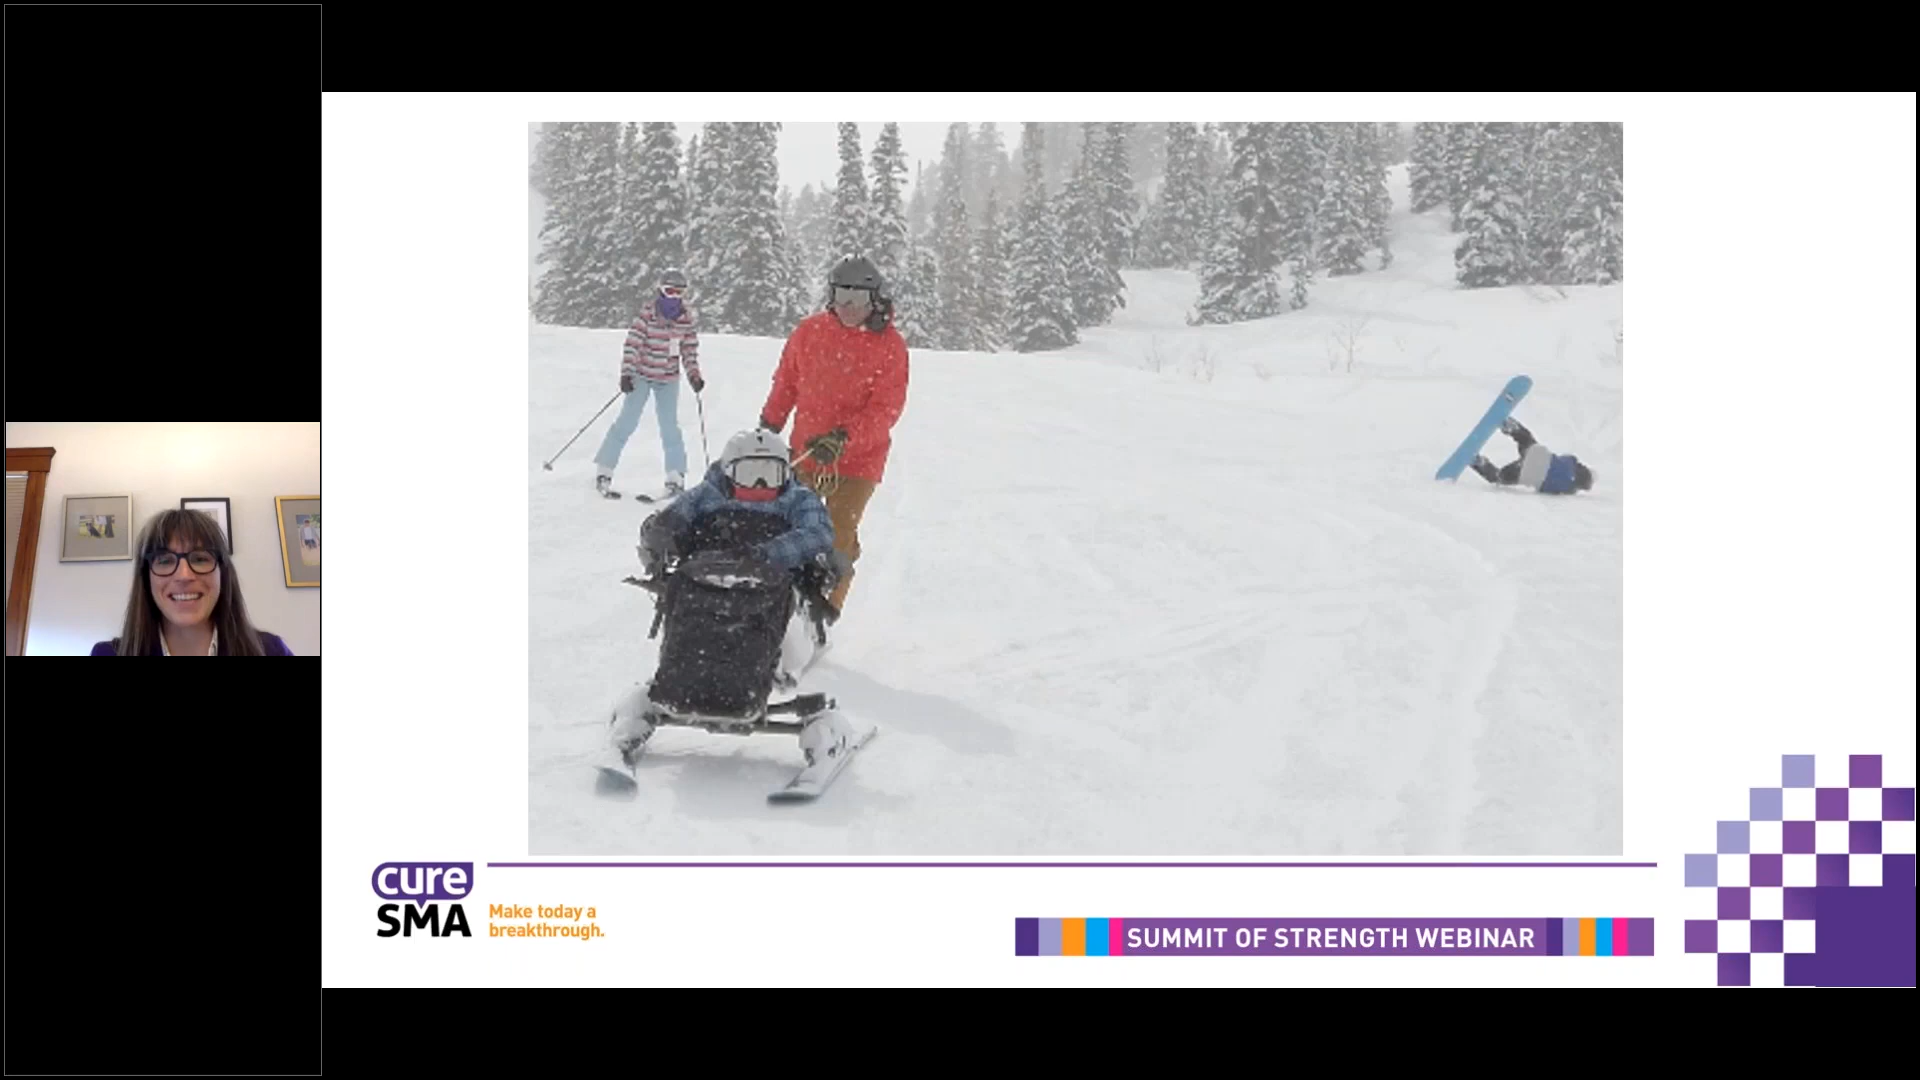 cure
SMA
Make today a
breakthrough.
SUMMIT OF STRENGTH WEBINAR